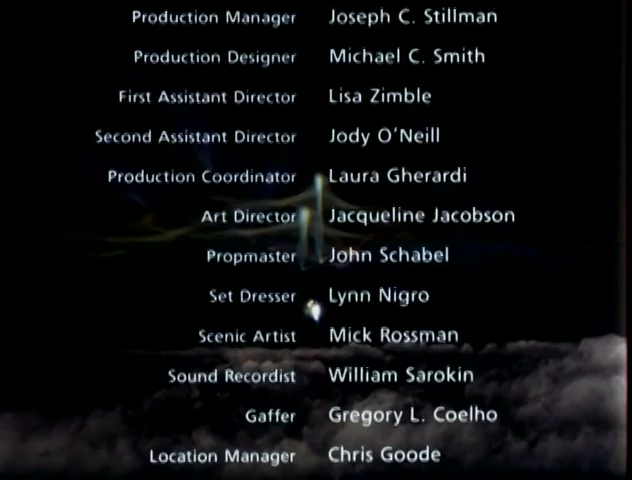 Production Manager Joseph C. Stillman
Production Designer Michael C. Smith
First Assistant Director Lisa Zimble
Second Assistant Director Jody O'Neill
Production Coordinator Laura Gherardi
Art Director Jacqueline Jacobson
Propmaster John Schabel
Set Dresser Lynn Nigro
Scenic Artist Mick Rossman
Sound Recordist William Sarokin
Gaffer Gregory L. Coelho
Location Manager Chris Goode